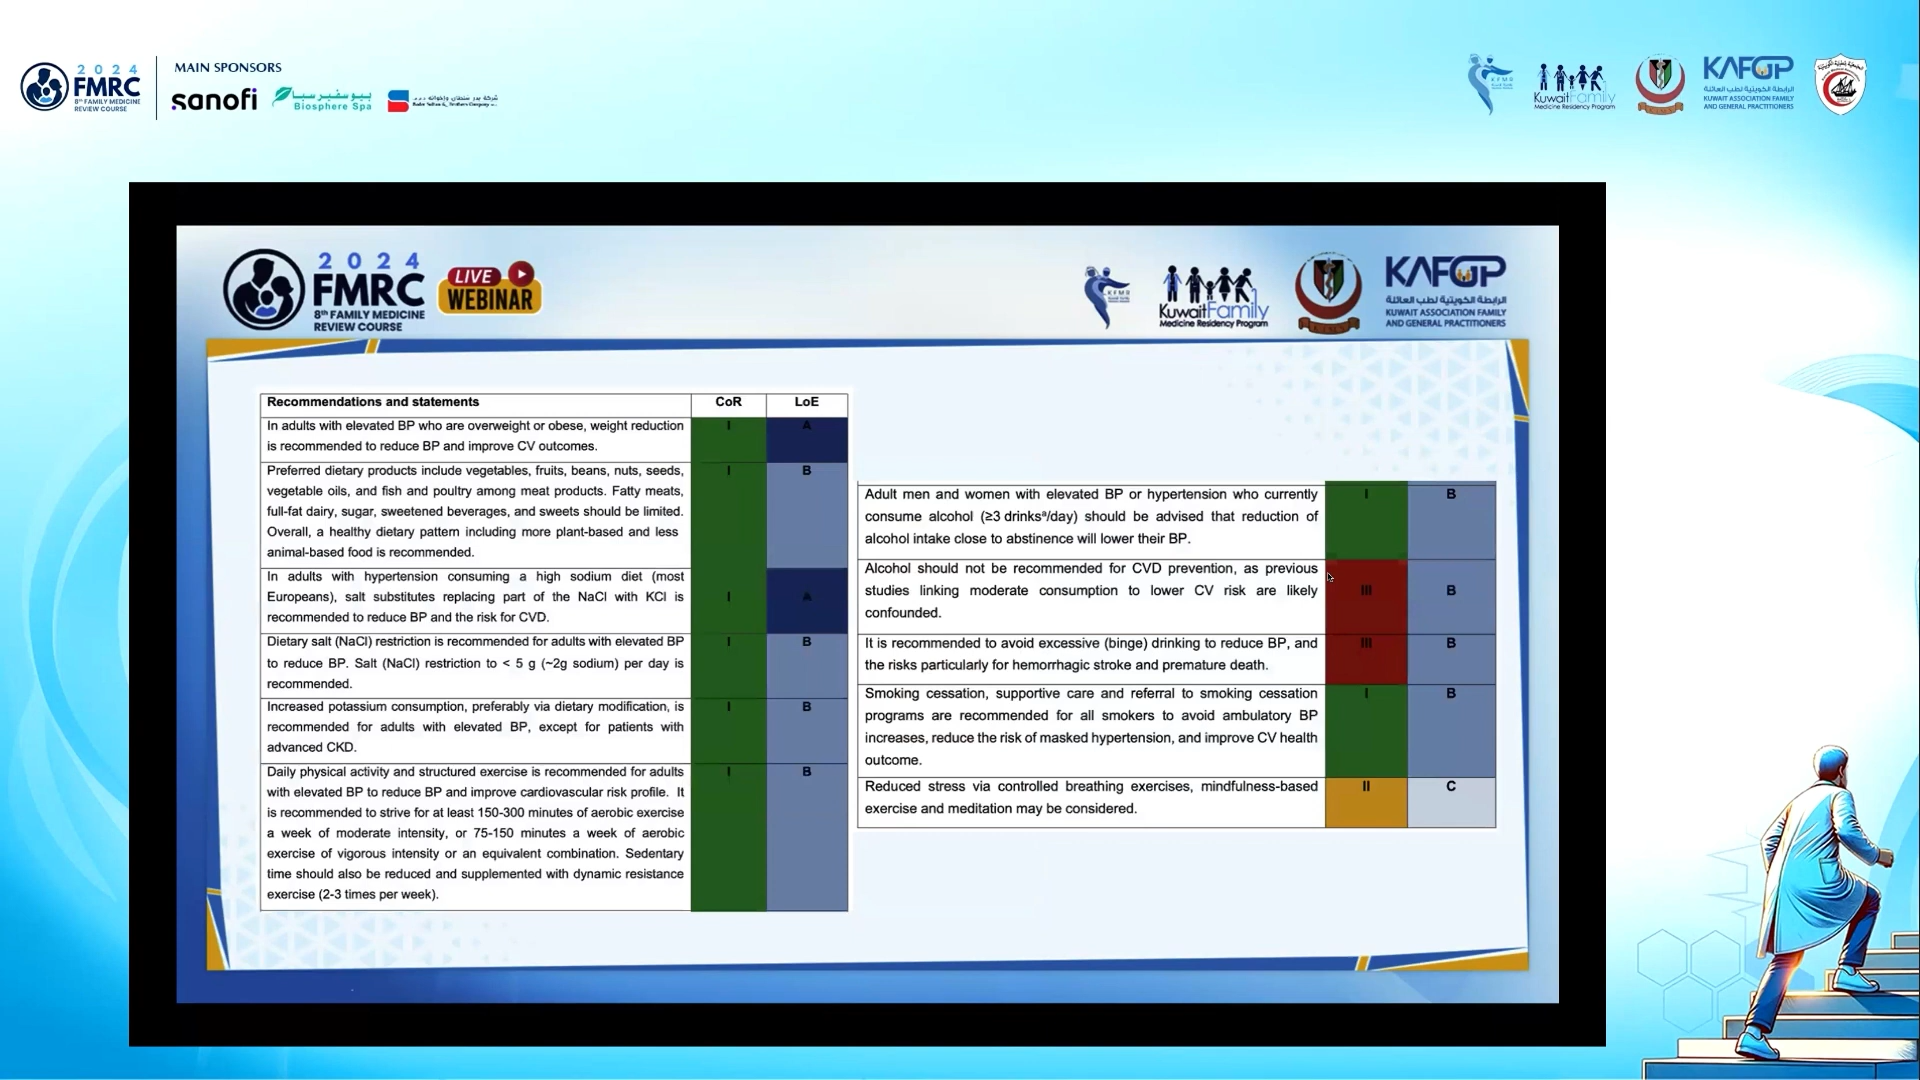 2024
FMRC
8th FAMILY MEDICINE
REVIEW COURSE
MAIN SPONSORS
sanofi
بيوسفير سبا
Biosphere Spa
Kuwait Family
Medicine Residency Program
KAFGP
الرابطة الكويتية لطب العائلة
KUWAIT ASSOCIATION FAMILY
AND GENERAL PRACTITIONERS
2024
FMRC
8th FAMILY MEDICINE
REVIEW COURSE
LIVE
WEBINAR
KuwaitFamily
Medicine Residency Program
KAFGP
الرابطة الكويتية لطب العائلة
KUWAIT ASSOCIATION FAMILY
AND GENERAL PRACTITIONERS
Recommendations and statements CoR LoE
In adults with elevated BP who are overweight or obese, weight reduction I A
is recommended to reduce BP and improve CV outcomes.
Preferred dietary products include vegetables, fruits, beans, nuts, seeds, I B
vegetable oils, and fish and poultry among meat products. Fatty meats,
full-fat dairy, sugar, sweetened beverages, and sweets should be limited.
Overall, a healthy dietary pattern including more plant-based and less
animal-based food is recommended.
In adults with hypertension consuming a high sodium diet (most
Europeans), salt substitutes replacing part of the NaCl with KCl is I A
recommended to reduce BP and the risk for CVD.
Dietary salt (NaCl) restriction is recommended for adults with elevated BP I B
to reduce BP. Salt (NaCl) restriction to < 5 g (~2g sodium) per day is
recommended.
Increased potassium consumption, preferably via dietary modification, is I B
recommended for adults with elevated BP, except for patients with
advanced CKD.
Daily physical activity and structured exercise is recommended for adults I B
with elevated BP to reduce BP and improve cardiovascular risk profile. It
is recommended to strive for at least 150-300 minutes of aerobic exercise
a week of moderate intensity, or 75-150 minutes a week of aerobic
exercise of vigorous intensity or an equivalent combination. Sedentary
time should also be reduced and supplemented with dynamic resistance
exercise (2-3 times per week).
Adult men and women with elevated BP or hypertension who currently I B
consume alcohol (≥3 drinksª/day) should be advised that reduction of
alcohol intake close to abstinence will lower their BP.
Alcohol should not be recommended for CVD prevention, as previous
studies linking moderate consumption to lower CV risk are likely III B
confounded.
It is recommended to avoid excessive (binge) drinking to reduce BP, and III B
the risks particularly for hemorrhagic stroke and premature death.
Smoking cessation, supportive care and referral to smoking cessation I B
programs are recommended for all smokers to avoid ambulatory BP
increases, reduce the risk of masked hypertension, and improve CV health
outcome.
Reduced stress via controlled breathing exercises, mindfulness-based II C
exercise and meditation may be considered.